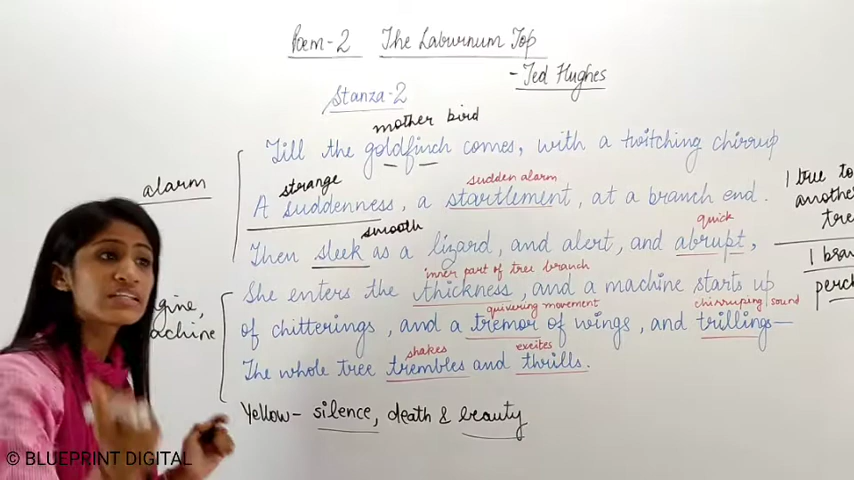 Poem-2 The Laburnum Top
- Ted Hughes
Stanza-2
mother bird
Till the goldfinch comes, with a twitching chirrup
alarm
strange
sudden alarm
A suddenness, a startlement, at a branch end.
smooth
quick
Then sleek as a lizard, and alert, and abrupt,
inner part of tree branch
She enters the thickness, and a machine starts up
quivering movement
chirruping sound
of chitterings, and a tremor of wings, and trillings—
shakes
excites
The whole tree trembles and thrills.
Yellow- silence, death & beauty
1 tree to
another
tree
1 branch
© BLUEPRINT DIGITAL